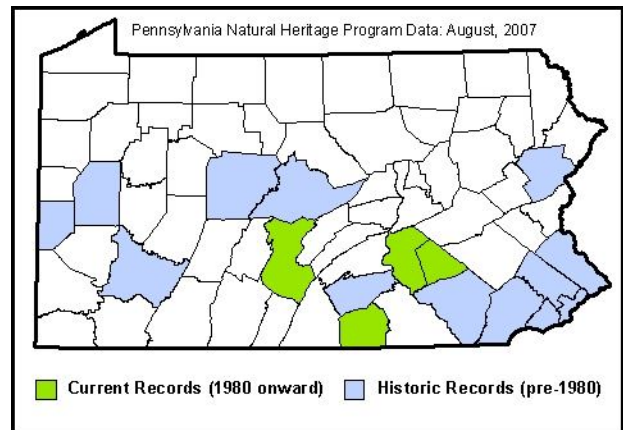 Pennsylvania Natural Heritage Program Data: August, 2007
Current Records (1980 onward) Historic Records (pre-1980)